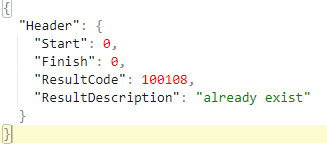 {
"Header": {
"Start": 0,
"Finish": 0,
"ResultCode": 100108,
"ResultDescription": "already exist"
}
}